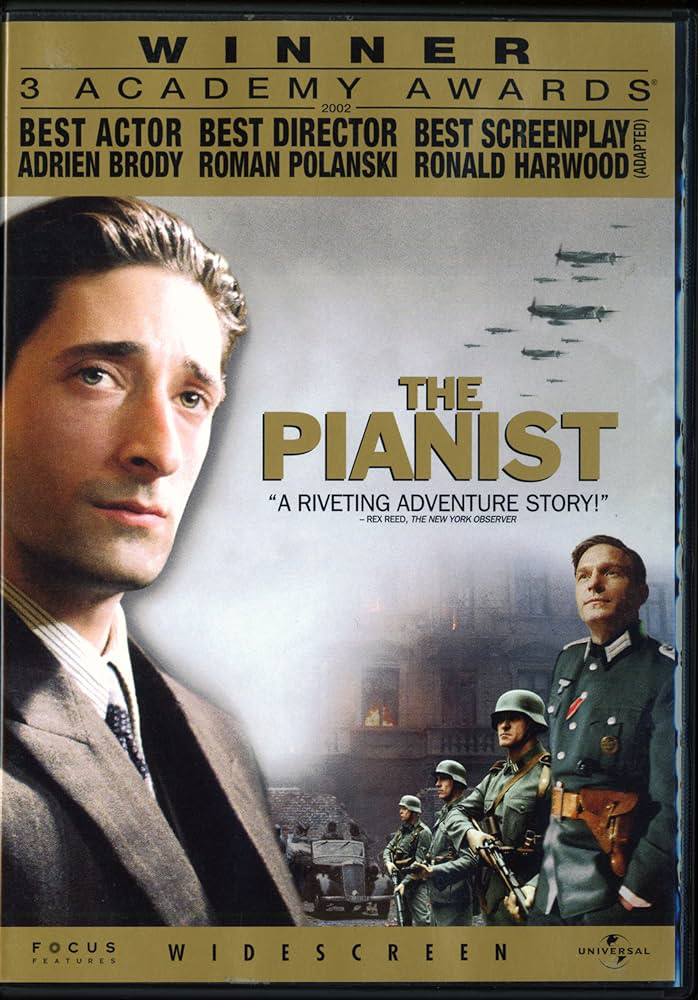 WINNER
3 ACADEMY AWARDS®
2002
BEST ACTOR BEST DIRECTOR BEST SCREENPLAY (ADAPTED)
ADRIEN BRODY ROMAN POLANSKI RONALD HARWOOD
THE
PIANIST
"A RIVETING ADVENTURE STORY!"
– REX REED, THE NEW YORK OBSERVER
FOCUS
FEATURES
WIDESCREEN
UNIVERSAL